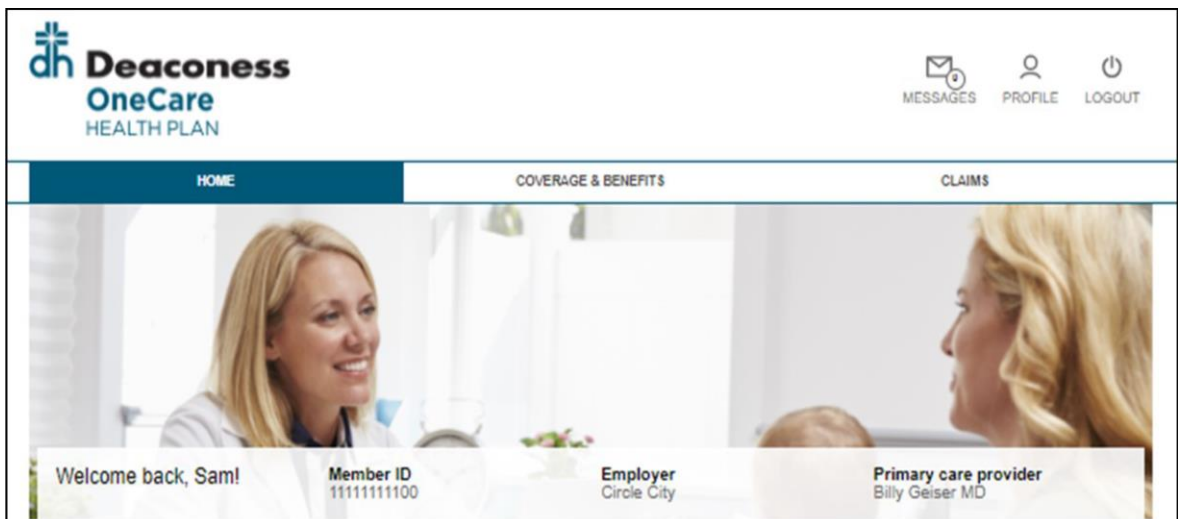 dh Deaconess
OneCare
HEALTH PLAN
MESSAGES PROFILE LOGOUT
HOME COVERAGE & BENEFITS CLAIMS
Welcome back, Sam!
Member ID
11111111100
Employer
Circle City
Primary care provider
Billy Geiser MD